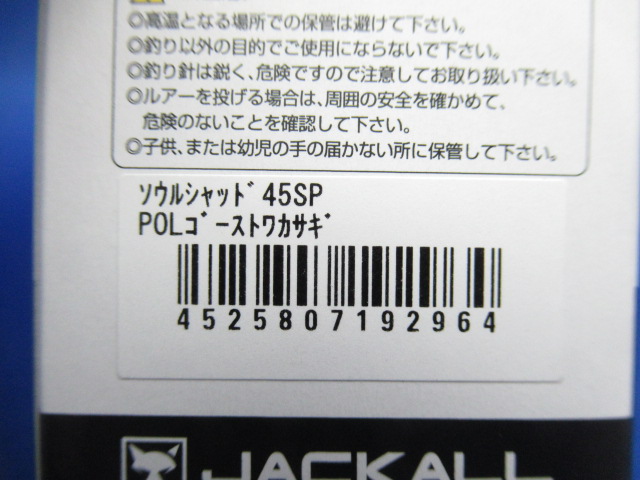 ◎高温となる場所での保管は避けて下さい。
◎釣り以外の目的でご使用にならないで下さい。
◎釣り針は鋭く、危険ですので注意してお取り扱い下さい。
◎ルアーを投げる場合は、周囲の安全を確かめて、
危険のないことを確認して下さい。
◎子供、または幼児の手の届かない所に保管して下さい。
ｿｳﾙｼｬｯﾄﾞ45SP
POLｺﾞｰｽﾄﾜｶｻｷﾞ
4525807192964
JACKALL